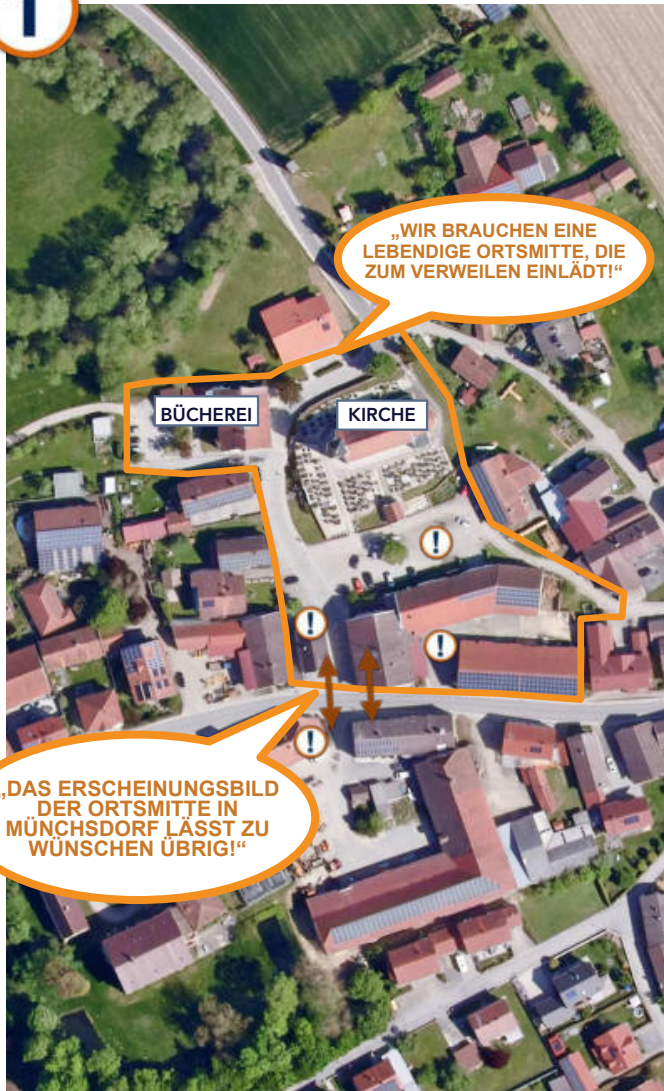 „WIR BRAUCHEN EINE
LEBENDIGE ORTSMITTE, DIE
ZUM VERWEILEN EINLÄDT!“
BÜCHEREI
KIRCHE
!
!
!
!
„DAS ERSCHEINUNGSBILD
DER ORTSMITTE IN
MÜNCHSDORF LÄSST ZU
WÜNSCHEN ÜBRIG!“